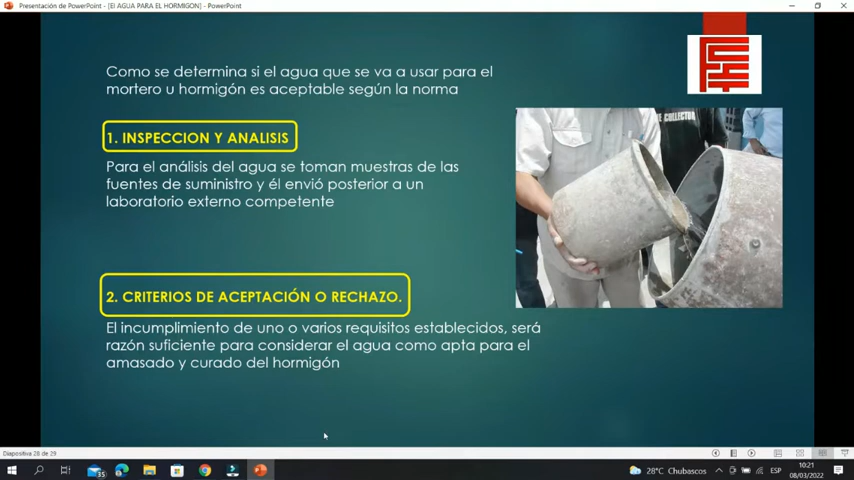 Presentación de PowerPoint - [El AGUA PARA EL HORMIGON] - PowerPoint
Como se determina si el agua que se va a usar para el
mortero u hormigón es aceptable según la norma
1. INSPECCION Y ANALISIS
Para el análisis del agua se toman muestras de las
fuentes de suministro y él envió posterior a un
laboratorio externo competente
E COLLECTOR
2. CRITERIOS DE ACEPTACIÓN O RECHAZO.
El incumplimiento de uno o varios requisitos establecidos, será
razón suficiente para considerar el agua como apta para el
amasado y curado del hormigón
Diapositiva 28 de 29
35
28°C Chubascos
ESP
10:21
08/03/2022